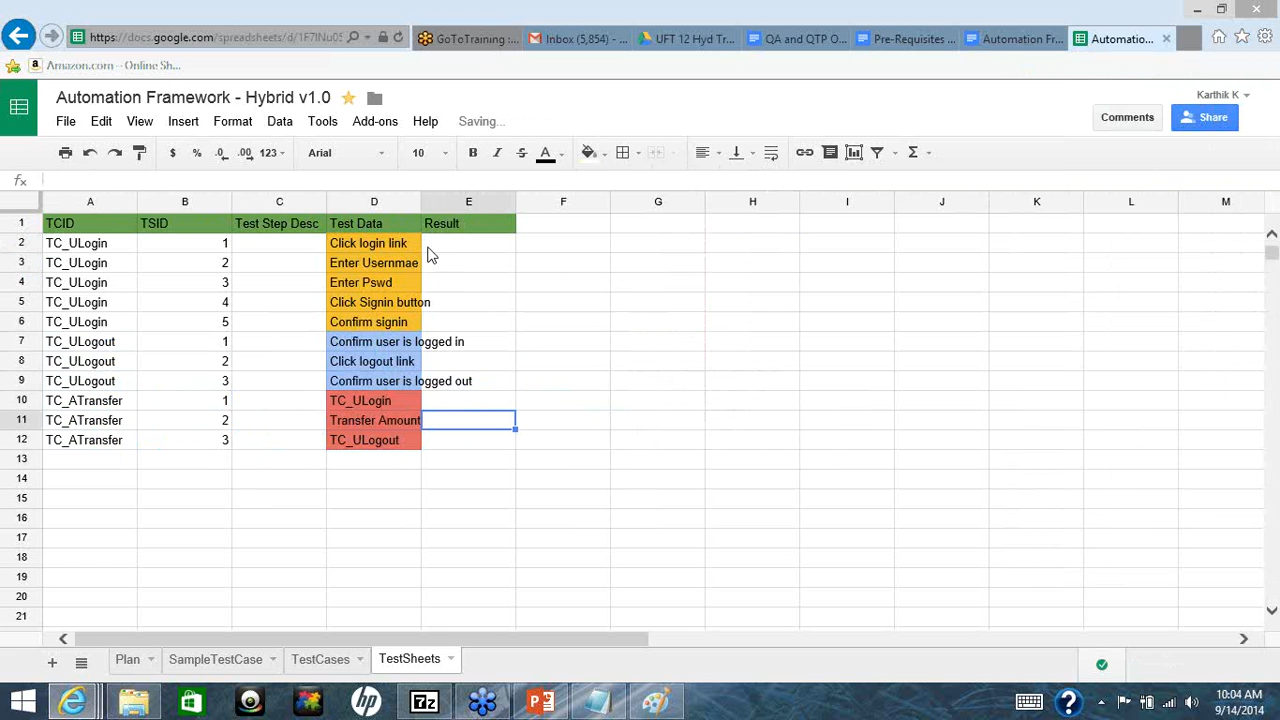 https://docs.google.com/spreadsheets/d/1F7INu0S
GoToTraining :...
Inbox (5,854) - ...
UFT 12 Hyd Tr...
QA and QTP O...
Pre-Requisites ...
Automation Fr...
Automatio...
Amazon.com – Online Sh...
Automation Framework - Hybrid v1.0
Karthik K
File Edit View Insert Format Data Tools Add-ons Help Saving...
Comments
Share
$ % .0 .00 123 Arial 10 B I S A
fx
A B C D E F G H I J K L M
1 TCID TSID Test Step Desc Test Data Result
2 TC_ULogin 1 Click login link
3 TC_ULogin 2 Enter Usernmae
4 TC_ULogin 3 Enter Pswd
5 TC_ULogin 4 Click Signin button
6 TC_ULogin 5 Confirm signin
7 TC_ULogout 1 Confirm user is logged in
8 TC_ULogout 2 Click logout link
9 TC_ULogout 3 Confirm user is logged out
10 TC_ATransfer 1 TC_ULogin
11 TC_ATransfer 2 Transfer Amount
12 TC_ATransfer 3 TC_ULogout
13
14
15
16
17
18
19
20
21
Plan SampleTestCase TestCases TestSheets
hp
7z
10:04 AM
9/14/2014